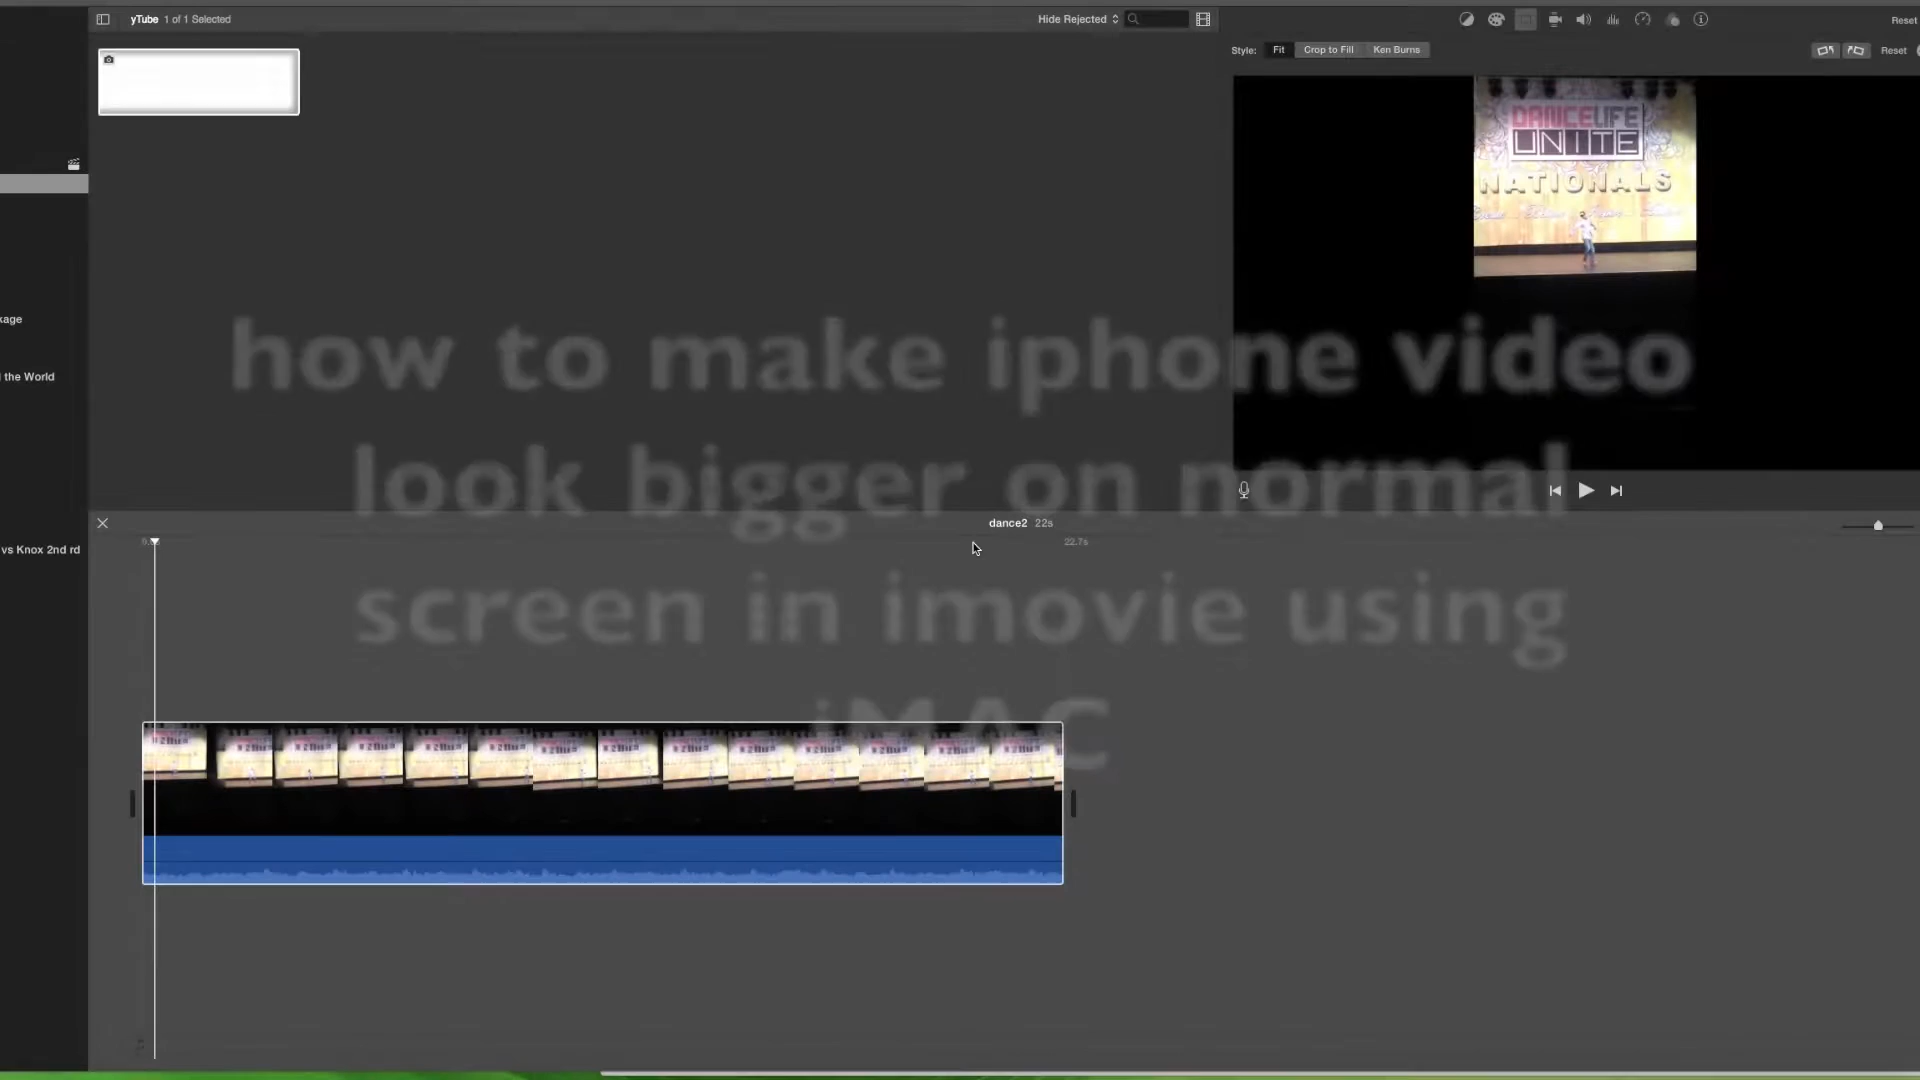 yTube 1 of 1 Selected
Hide Rejected
Reset
Style: Fit Crop to Fill Ken Burns
Reset
DANCELIFE
UNITE
NATIONALS
kage
the World
vs Knox 2nd rd
how to make iphone video
look bigger on normal
screen in imovie using
iMAC
dance2 22s
22.7s